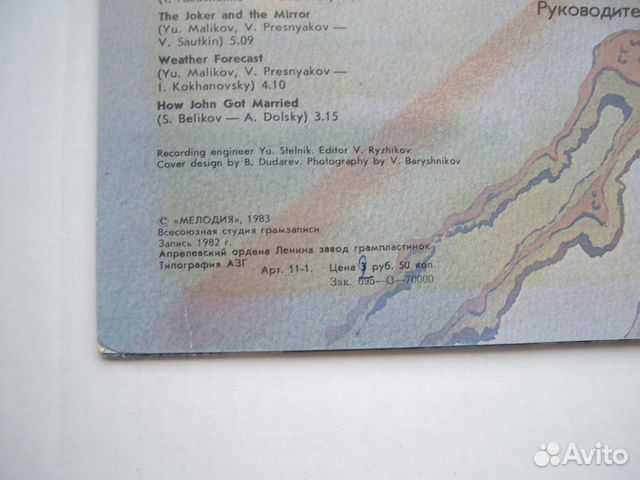 The Joker and the Mirror
(Yu. Malikov, V. Presnyakov —
V. Sautkin) 5.09
Weather Forecast
(Yu. Malikov, V. Presnyakov —
I. Kokhanovsky) 4.10
How John Got Married
(S. Belikov — A. Dolsky) 3.15
Recording engineer Yu. Stelnik. Editor V. Ryzhikov
Cover design by B. Dudarev. Photography by V. Baryshnikov
© «МЕЛОДИЯ», 1983
Всесоюзная студия грамзаписи
Запись 1982 г.
Апрелевский ордена Ленина завод грампластинок
Типография АЗГ Арт. 11-1. Цена руб. 50 коп.
Зак. 695—О—70000
Руководите
Avito